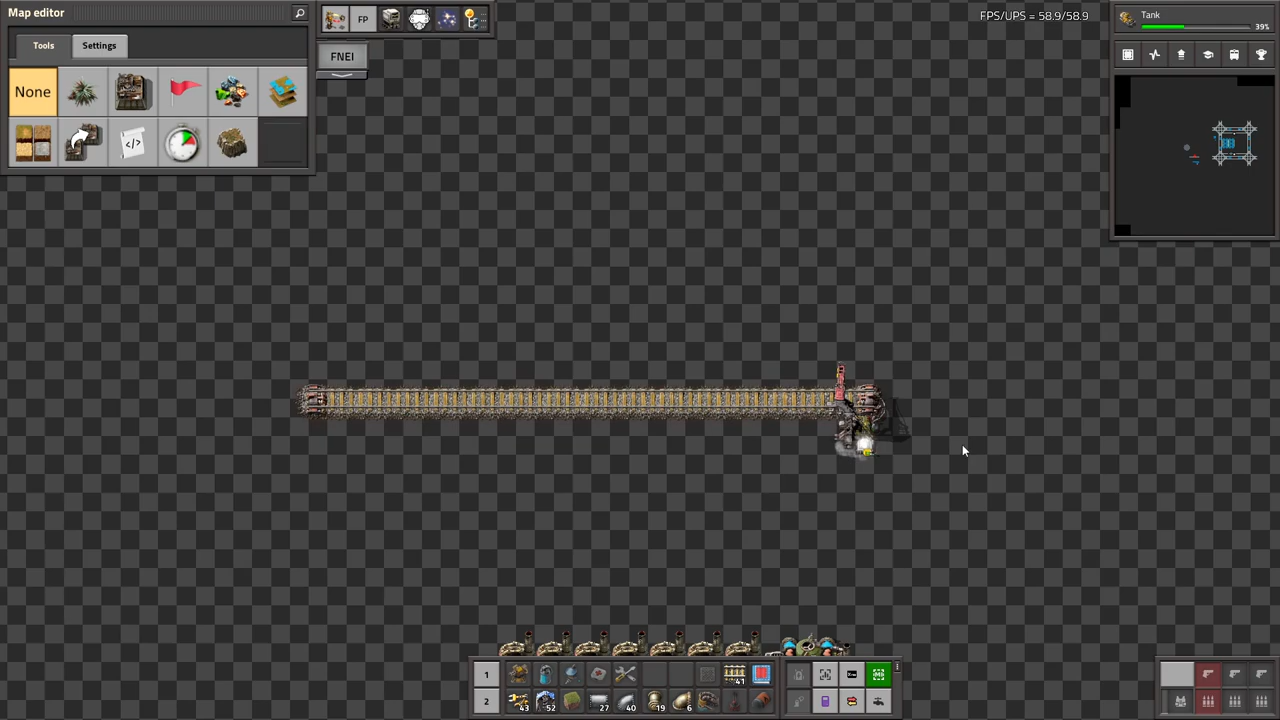 Map editor
Tools Settings
None
</>
FP
FNEI
FPS/UPS = 58.9/58.9
Tank
39%
1
41
2
43 52 27 40 19 6